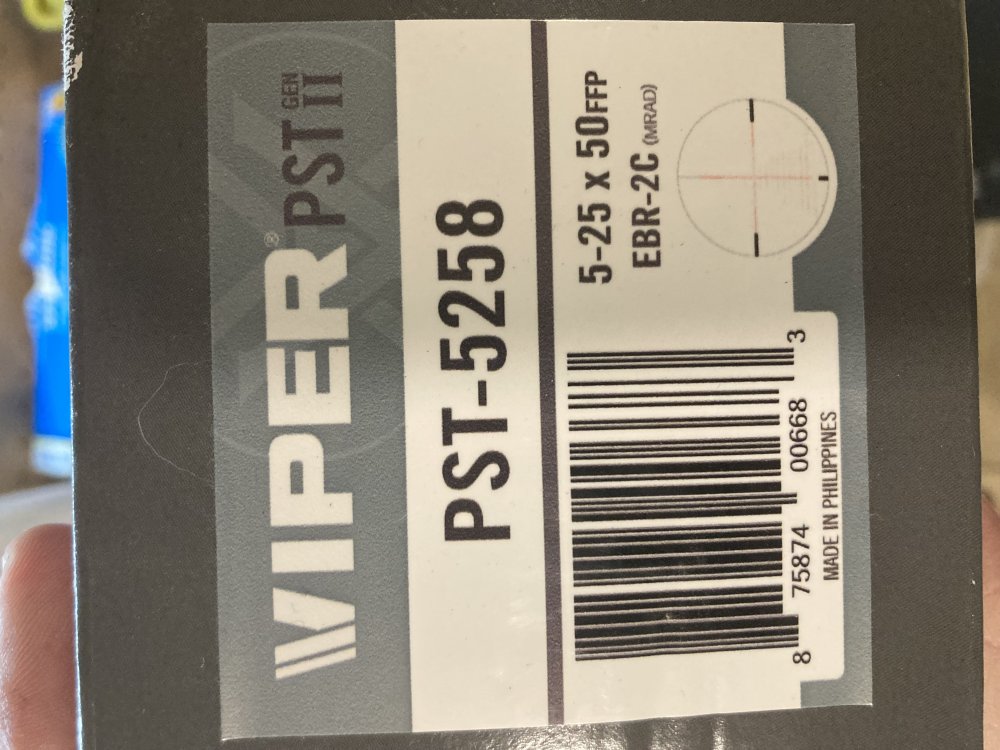 VIPER® PST GEN II
PST-5258
5-25 x 50FFP
EBR-2C (MRAD)
8 75874 00668 3
MADE IN PHILIPPINES